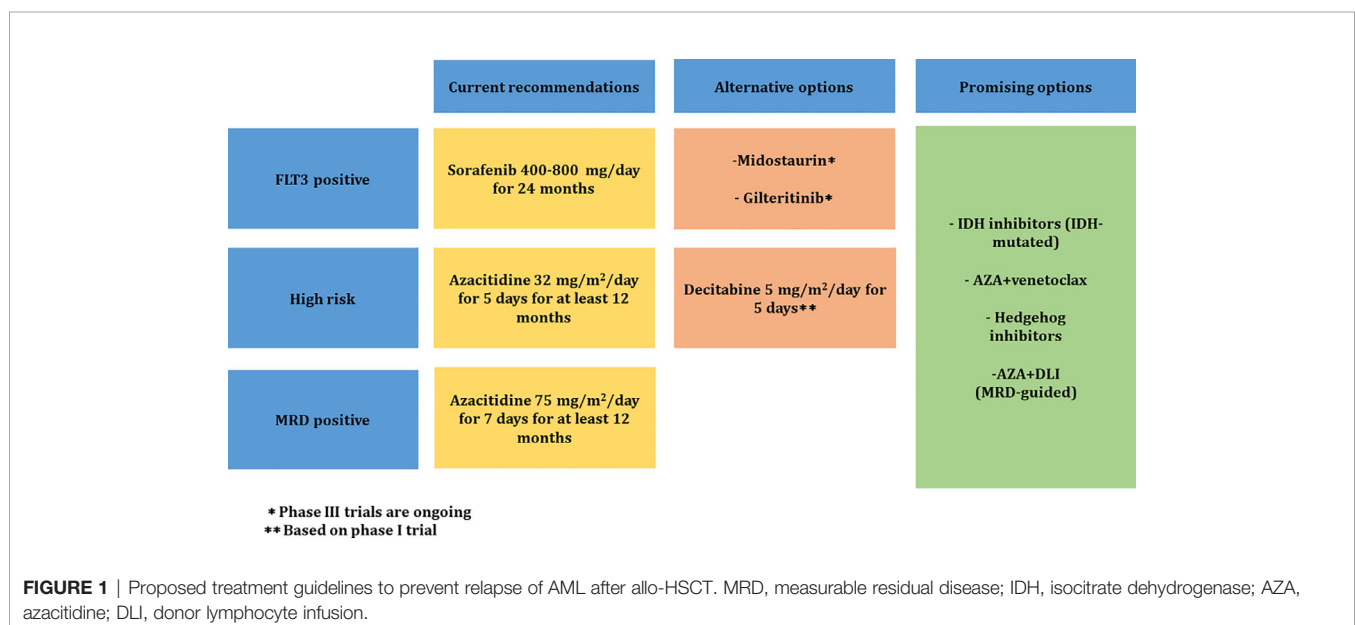 Current recommendations
Alternative options
Promising options
FLT3 positive
Sorafenib 400-800 mg/day
for 24 months
-Midostaurin*
- Gilteritinib*
High risk
Azacitidine 32 mg/m²/day
for 5 days for at least 12
months
Decitabine 5 mg/m²/day for
5 days**
MRD positive
Azacitidine 75 mg/m²/day
for 7 days for at least 12
months
- IDH inhibitors (IDH-
mutated)
- AZA+venetoclax
- Hedgehog
inhibitors
-AZA+DLI
(MRD-guided)
* Phase III trials are ongoing
** Based on phase I trial
FIGURE 1 | Proposed treatment guidelines to prevent relapse of AML after allo-HSCT. MRD, measurable residual disease; IDH, isocitrate dehydrogenase; AZA,
azacitidine; DLI, donor lymphocyte infusion.